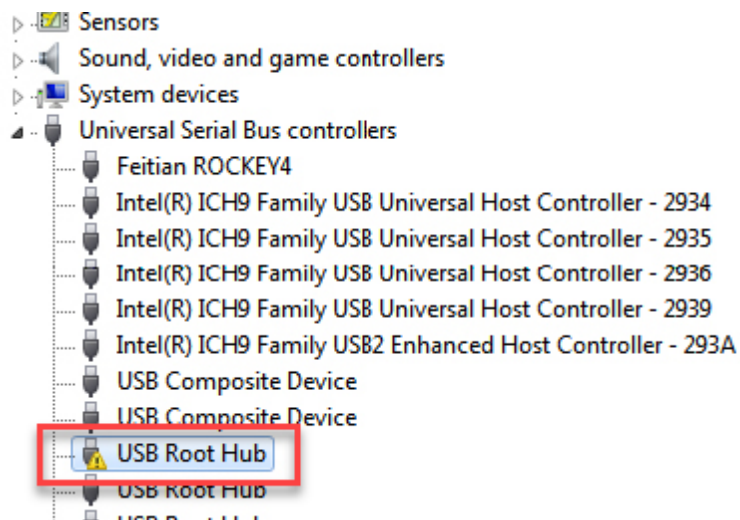 Sensors
Sound, video and game controllers
System devices
Universal Serial Bus controllers
Feitian ROCKEY4
Intel(R) ICH9 Family USB Universal Host Controller - 2934
Intel(R) ICH9 Family USB Universal Host Controller - 2935
Intel(R) ICH9 Family USB Universal Host Controller - 2936
Intel(R) ICH9 Family USB Universal Host Controller - 2939
Intel(R) ICH9 Family USB2 Enhanced Host Controller - 293A
USB Composite Device
USB Composite Device
USB Root Hub
USB Root Hub